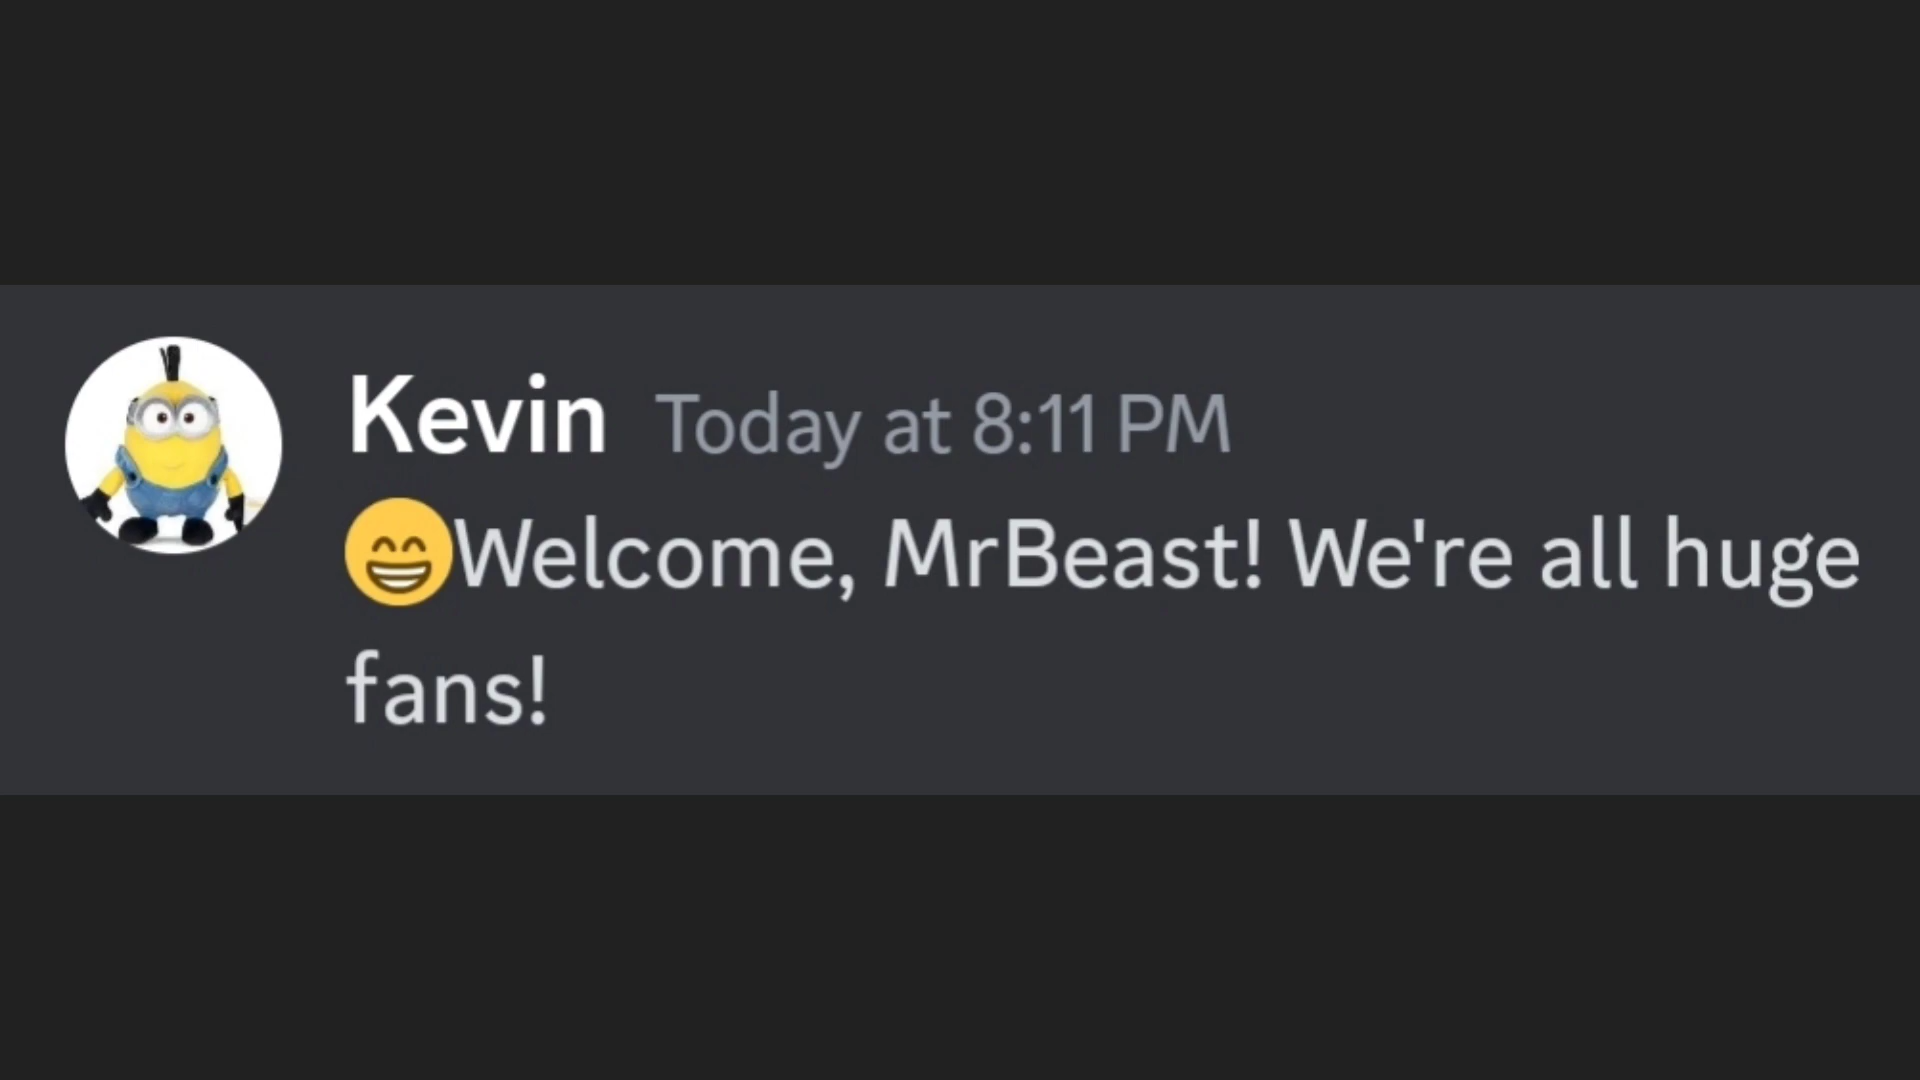 Kevin Today at 8:11 PM
😁Welcome, MrBeast! We're all huge
fans!